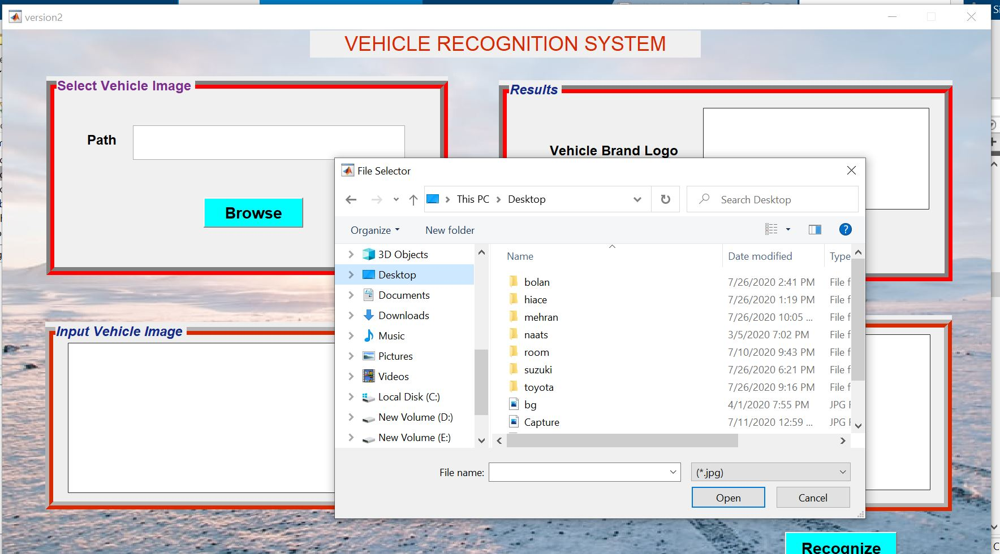 version2
VEHICLE RECOGNITION SYSTEM
Select Vehicle Image
Path
Browse
Results
Vehicle Brand Logo
Input Vehicle Image
File Selector
This PC
Desktop
Search Desktop
Organize
New folder
3D Objects
Desktop
Documents
Downloads
Music
Pictures
Videos
Local Disk (C:)
New Volume (D:)
New Volume (E:)
Name Date modified Type
bolan 7/26/2020 2:41 PM File f
hiace 7/26/2020 1:19 PM File f
mehran 7/26/2020 10:05 ... File f
naats 3/5/2020 7:02 PM File f
room 7/10/2020 9:43 PM File f
suzuki 7/26/2020 6:21 PM File f
toyota 7/26/2020 9:16 PM File f
bg 4/1/2020 7:55 PM JPG F
Capture 7/11/2020 12:59 ... JPG F
File name:
(*.jpg)
Open
Cancel
Recognize